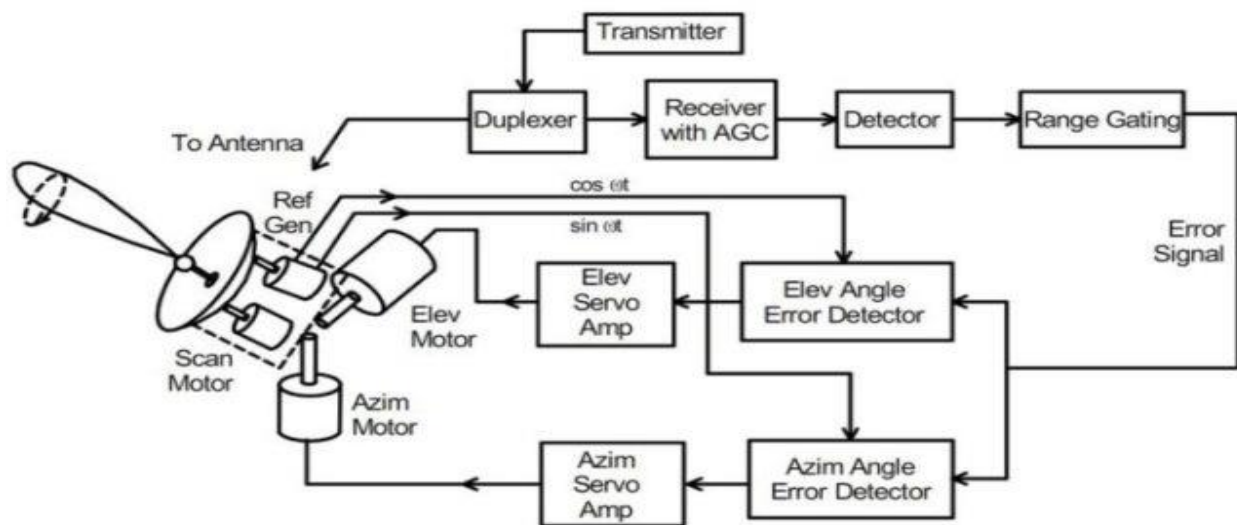 Transmitter
Duplexer
Receiver
with AGC
Detector
Range Gating
To Antenna
Ref
Gen
cos ωt
sin ωt
Error
Signal
Elev
Servo
Amp
Elev Angle
Error Detector
Elev
Motor
Scan
Motor
Azim
Motor
Azim
Servo
Amp
Azim Angle
Error Detector